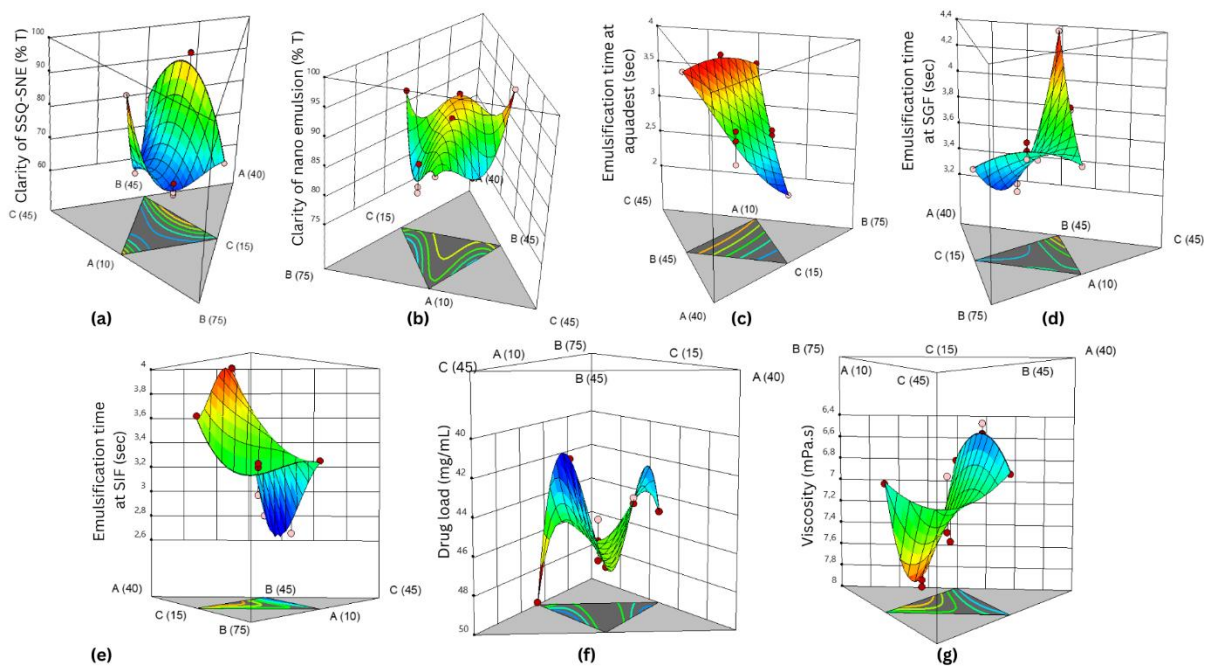 Clarity of SSQ-SNE (% T)
100
90
80
70
60
C (45)
B (45)
A (40)
A (10)
C (15)
B (75)
(a)
Clarity of nano emulsion (% T)
100
95
90
85
80
75
A (40)
C (15)
B (45)
B (75)
A (10)
C (45)
(b)
Emulsification time at
aquadest (sec)
4
3,5
3
2,5
2
C (45)
A (10)
B (75)
B (45)
C (15)
A (40)
(c)
Emulsification time
at SGF (sec)
4,4
4,2
4
3,8
3,6
3,4
3,2
A (40)
B (45)
C (45)
C (15)
A (10)
B (75)
(d)
Emulsification time
at SIF (sec)
4
3,8
3,6
3,4
3,2
3
2,8
2,6
A (40)
B (45)
C (45)
C (15)
A (10)
B (75)
(e)
Drug load (mg/mL)
B (75)
A (10)
C (15)
C (45)
A (40)
B (45)
40
42
44
46
48
50
(f)
Viscosity (mPa.s)
B (75)
C (15)
A (40)
A (10)
C (45)
B (45)
6,4
6,6
6,8
7
7,2
7,4
7,6
7,8
8
(g)